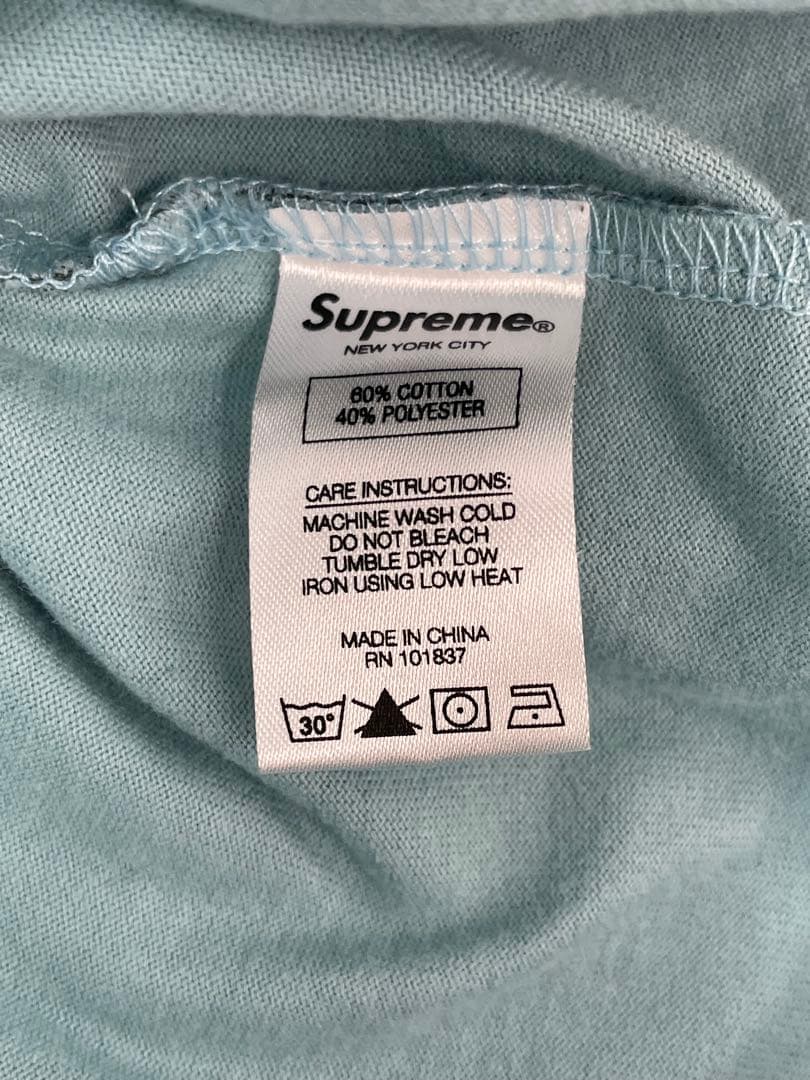 Supreme®
NEW YORK CITY
60% COTTON
40% POLYESTER
CARE INSTRUCTIONS:
MACHINE WASH COLD
DO NOT BLEACH
TUMBLE DRY LOW
IRON USING LOW HEAT
MADE IN CHINA
RN 101837
30°